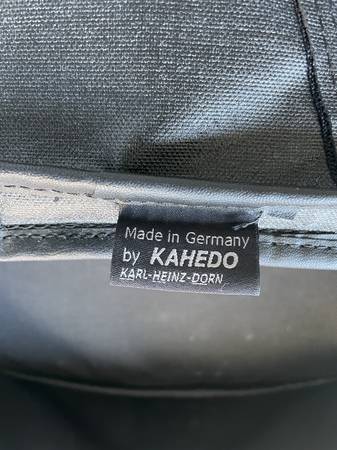 Made in Germany
by KAHEDO
KARL-HEINZ-DORN